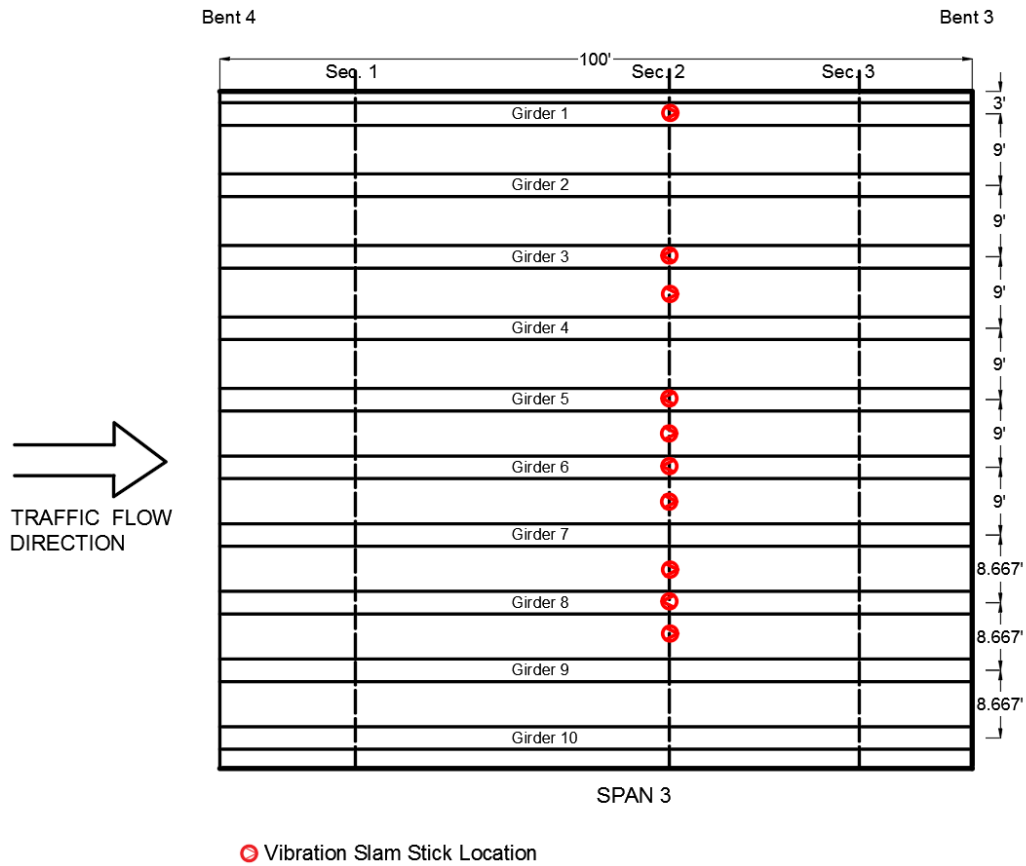 Bent 4
Bent 3
100'
Sec. 1
Sec. 2
Sec. 3
3'
Girder 1
9'
Girder 2
9'
Girder 3
9'
Girder 4
9'
Girder 5
9'
Girder 6
9'
TRAFFIC FLOW
DIRECTION
Girder 7
8.667'
Girder 8
8.667'
Girder 9
8.667'
Girder 10
SPAN 3
Vibration Slam Stick Location